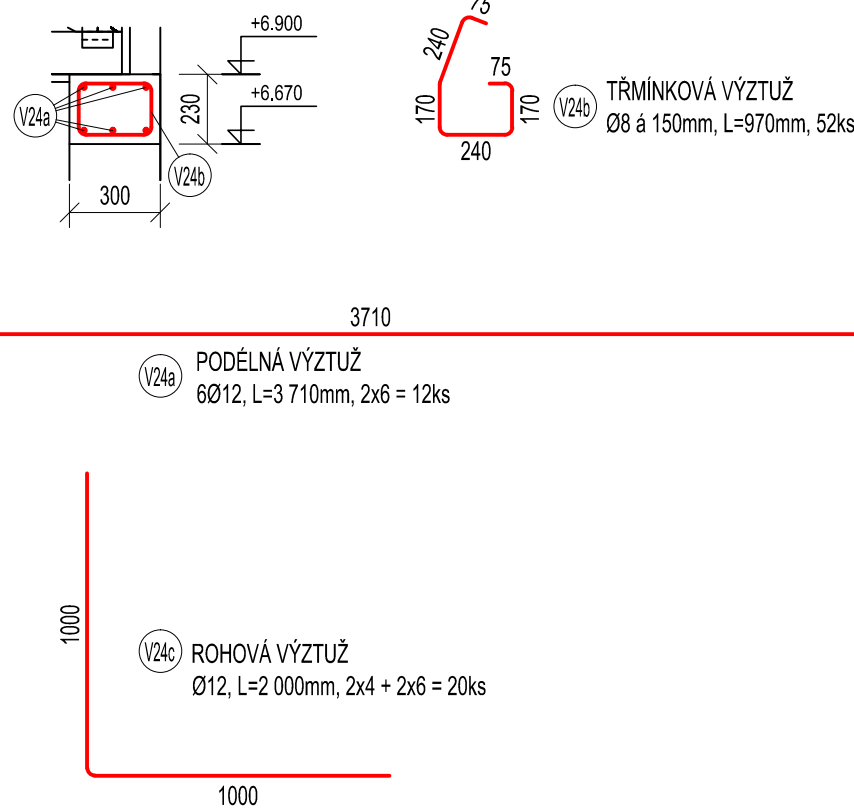 +6.900
230
+6.670
V24a
V24b
300
75
240
75
170
170
240
V24b
TŘMÍNKOVÁ VÝZTUŽ
Ø8 á 150mm, L=970mm, 52ks
3710
V24a
PODÉLNÁ VÝZTUŽ
6Ø12, L=3 710mm, 2x6 = 12ks
1000
V24c
ROHOVÁ VÝZTUŽ
Ø12, L=2 000mm, 2x4 + 2x6 = 20ks
1000